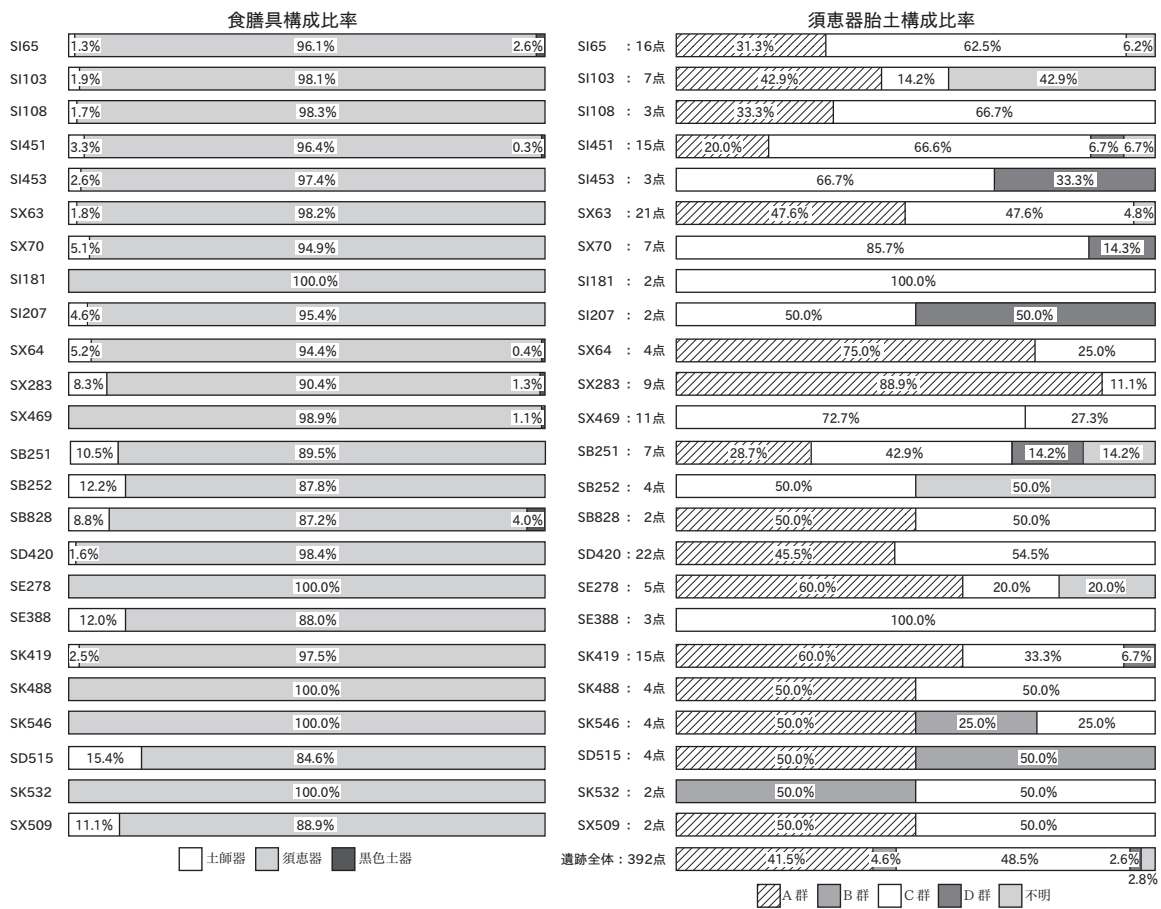 食膳具構成比率
SI65 1.3% 96.1% 2.6%
SI103 1.9% 98.1%
SI108 1.7% 98.3%
SI451 3.3% 96.4% 0.3%
SI453 2.6% 97.4%
SX63 1.8% 98.2%
SX70 5.1% 94.9%
SI181 100.0%
SI207 4.6% 95.4%
SX64 5.2% 94.4% 0.4%
SX283 8.3% 90.4% 1.3%
SX469 98.9% 1.1%
SB251 10.5% 89.5%
SB252 12.2% 87.8%
SB828 8.8% 87.2% 4.0%
SD420 1.6% 98.4%
SE278 100.0%
SE388 12.0% 88.0%
SK419 2.5% 97.5%
SK488 100.0%
SK546 100.0%
SD515 15.4% 84.6%
SK532 100.0%
SX509 11.1% 88.9%
土師器 須恵器 黒色土器
須恵器胎土構成比率
SI65 : 16点 31.3% 62.5% 6.2%
SI103 : 7点 42.9% 14.2% 42.9%
SI108 : 3点 33.3% 66.7%
SI451 : 15点 20.0% 66.6% 6.7% 6.7%
SI453 : 3点 66.7% 33.3%
SX63 : 21点 47.6% 47.6% 4.8%
SX70 : 7点 85.7% 14.3%
SI181 : 2点 100.0%
SI207 : 2点 50.0% 50.0%
SX64 : 4点 75.0% 25.0%
SX283 : 9点 88.9% 11.1%
SX469 : 11点 72.7% 27.3%
SB251 : 7点 28.7% 42.9% 14.2% 14.2%
SB252 : 4点 50.0% 50.0%
SB828 : 2点 50.0% 50.0%
SD420 : 22点 45.5% 54.5%
SE278 : 5点 60.0% 20.0% 20.0%
SE388 : 3点 100.0%
SK419 : 15点 60.0% 33.3% 6.7%
SK488 : 4点 50.0% 50.0%
SK546 : 4点 50.0% 25.0% 25.0%
SD515 : 4点 50.0% 50.0%
SK532 : 2点 50.0% 50.0%
SX509 : 2点 50.0% 50.0%
遺跡全体 : 392点 41.5% 4.6% 48.5% 2.6%
2.8%
A 群 B 群 C 群 D 群 不明